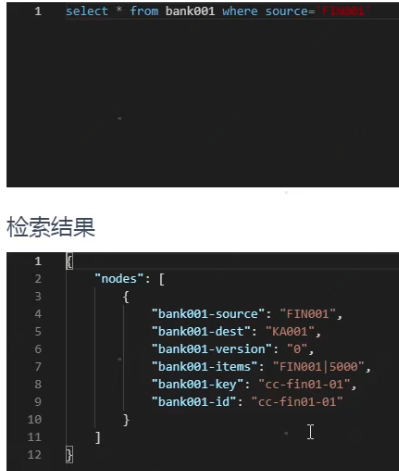 1 select * from bank001 where source='FIN001'
检索结果
1 {
2 "nodes": [
3 {
4 "bank001-source": "FIN001",
5 "bank001-dest": "KA001",
6 "bank001-version": "0",
7 "bank001-items": "FIN001|5000",
8 "bank001-key": "cc-fin01-01",
9 "bank001-id": "cc-fin01-01"
10 }
11 ]
12 }